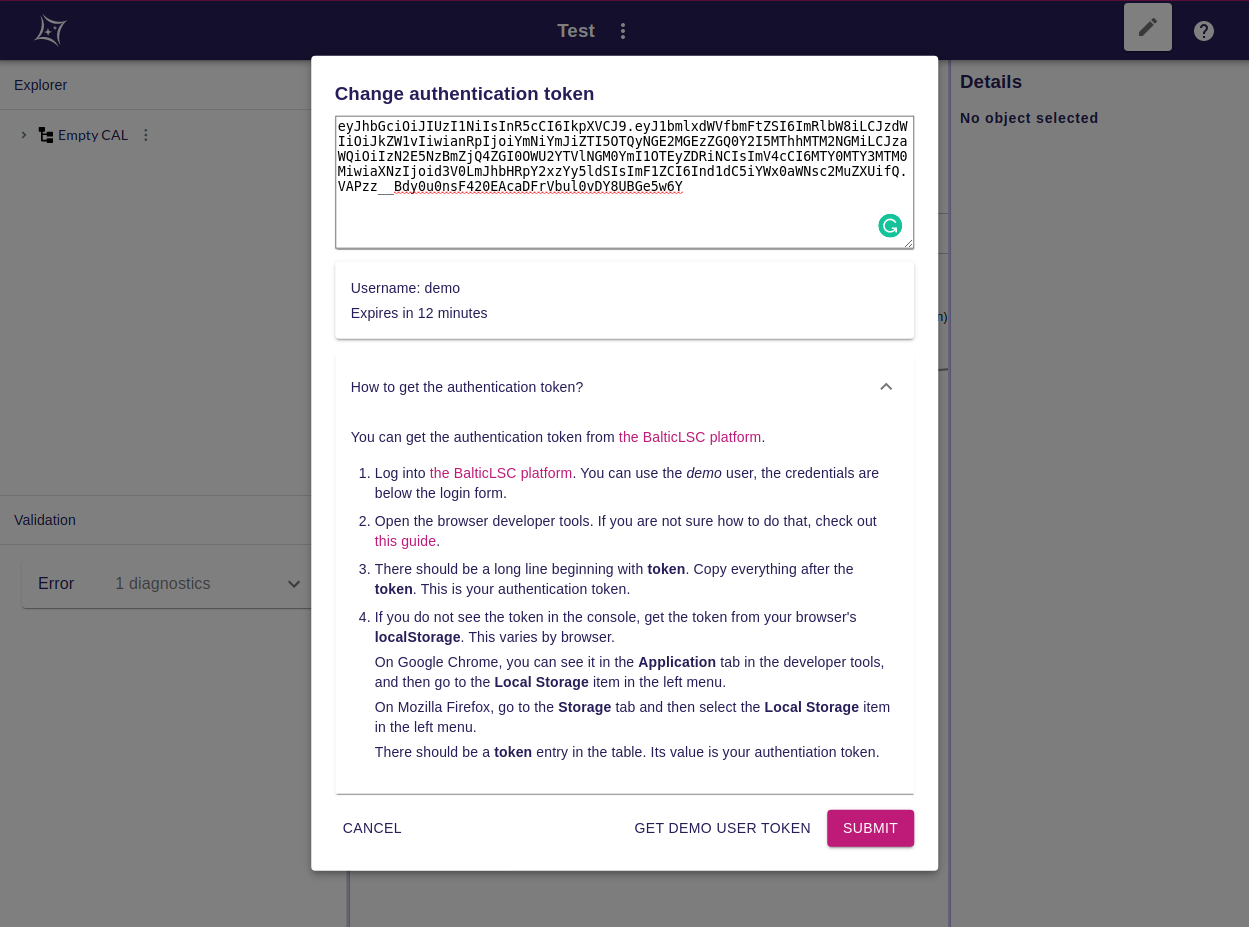 Test
Explorer
Empty CAL
Validation
Error 1 diagnostics
Details
No object selected
n)
Change authentication token
eyJhbGciOiJIUzI1NiIsInR5cCI6IkpXVCJ9.eyJ1bmlxdWVfbmFtZSI6ImRlbW8iLCJzdW
IiOiJkZW1vIiwianRpIjoiYmNiYmJiZTI5OTQyNGE2MGEzZGQ0Y2I5MThhMTM2NGMiLCJza
WQiOiIzN2E5NzBmZjQ4ZGI0OWU2YTVlNGM0YmI1OTEyZDRiNCIsImV4cCI6MTY0MTY3MTM0
MiwiaXNzIjoid3V0LmJhbHRpY2xzYy5ldSIsImF1ZCI6Ind1dC5iYWx0aWNsc2MuZXUifQ.
VAPzz__Bdy0u0nsF420EAcaDFrVbul0vDY8UBGe5w6Y
Username: demo
Expires in 12 minutes
How to get the authentication token?
You can get the authentication token from the BalticLSC platform.
1. Log into the BalticLSC platform. You can use the demo user, the credentials are
below the login form.
2. Open the browser developer tools. If you are not sure how to do that, check out
this guide.
3. There should be a long line beginning with token. Copy everything after the
token. This is your authentication token.
4. If you do not see the token in the console, get the token from your browser's
localStorage. This varies by browser.
On Google Chrome, you can see it in the Application tab in the developer tools,
and then go to the Local Storage item in the left menu.
On Mozilla Firefox, go to the Storage tab and then select the Local Storage item
in the left menu.
There should be a token entry in the table. Its value is your authentiation token.
CANCEL
GET DEMO USER TOKEN
SUBMIT